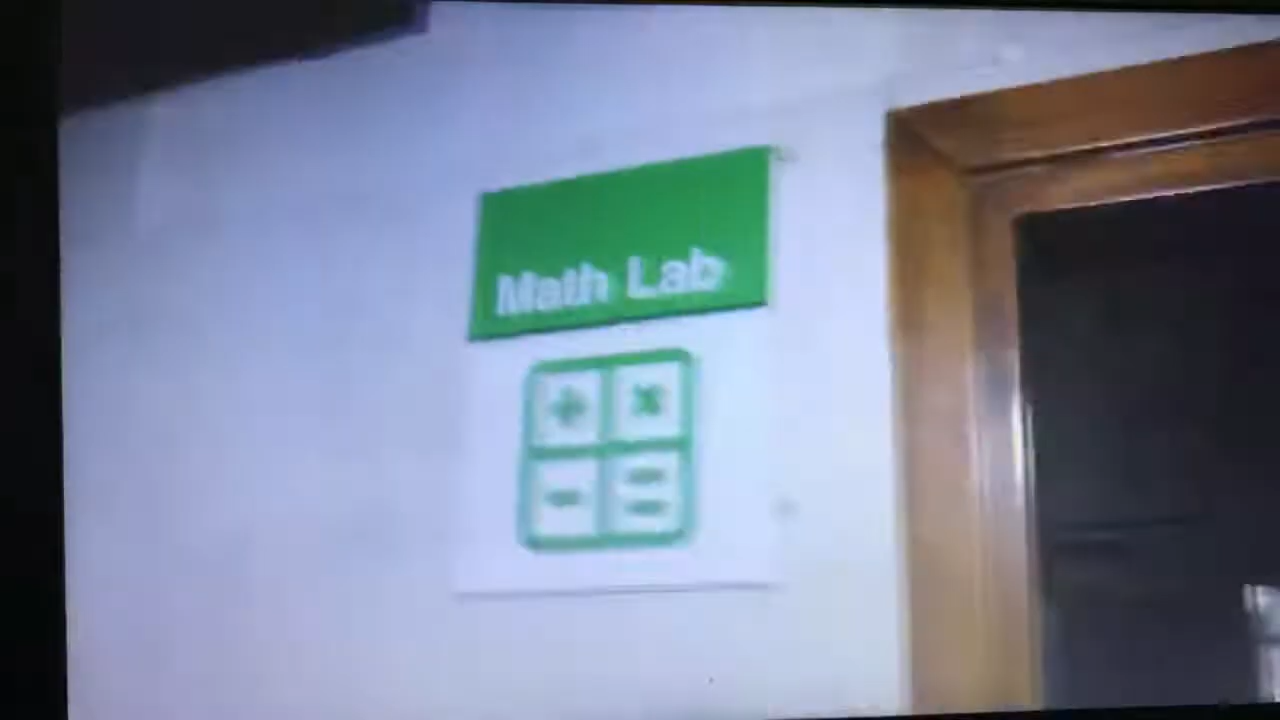 Math Lab
+ ×
- =